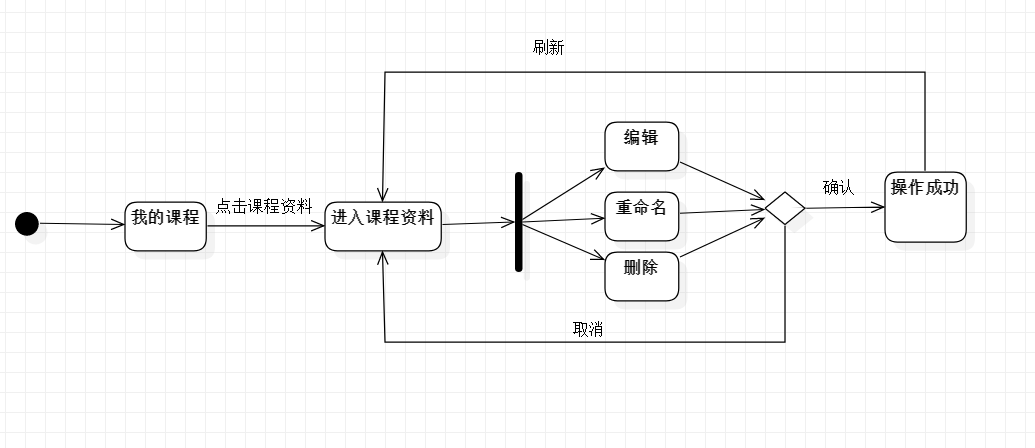 刷新
编辑
我的课程
点击课程资料
进入课程资料
重命名
确认
操作成功
删除
取消